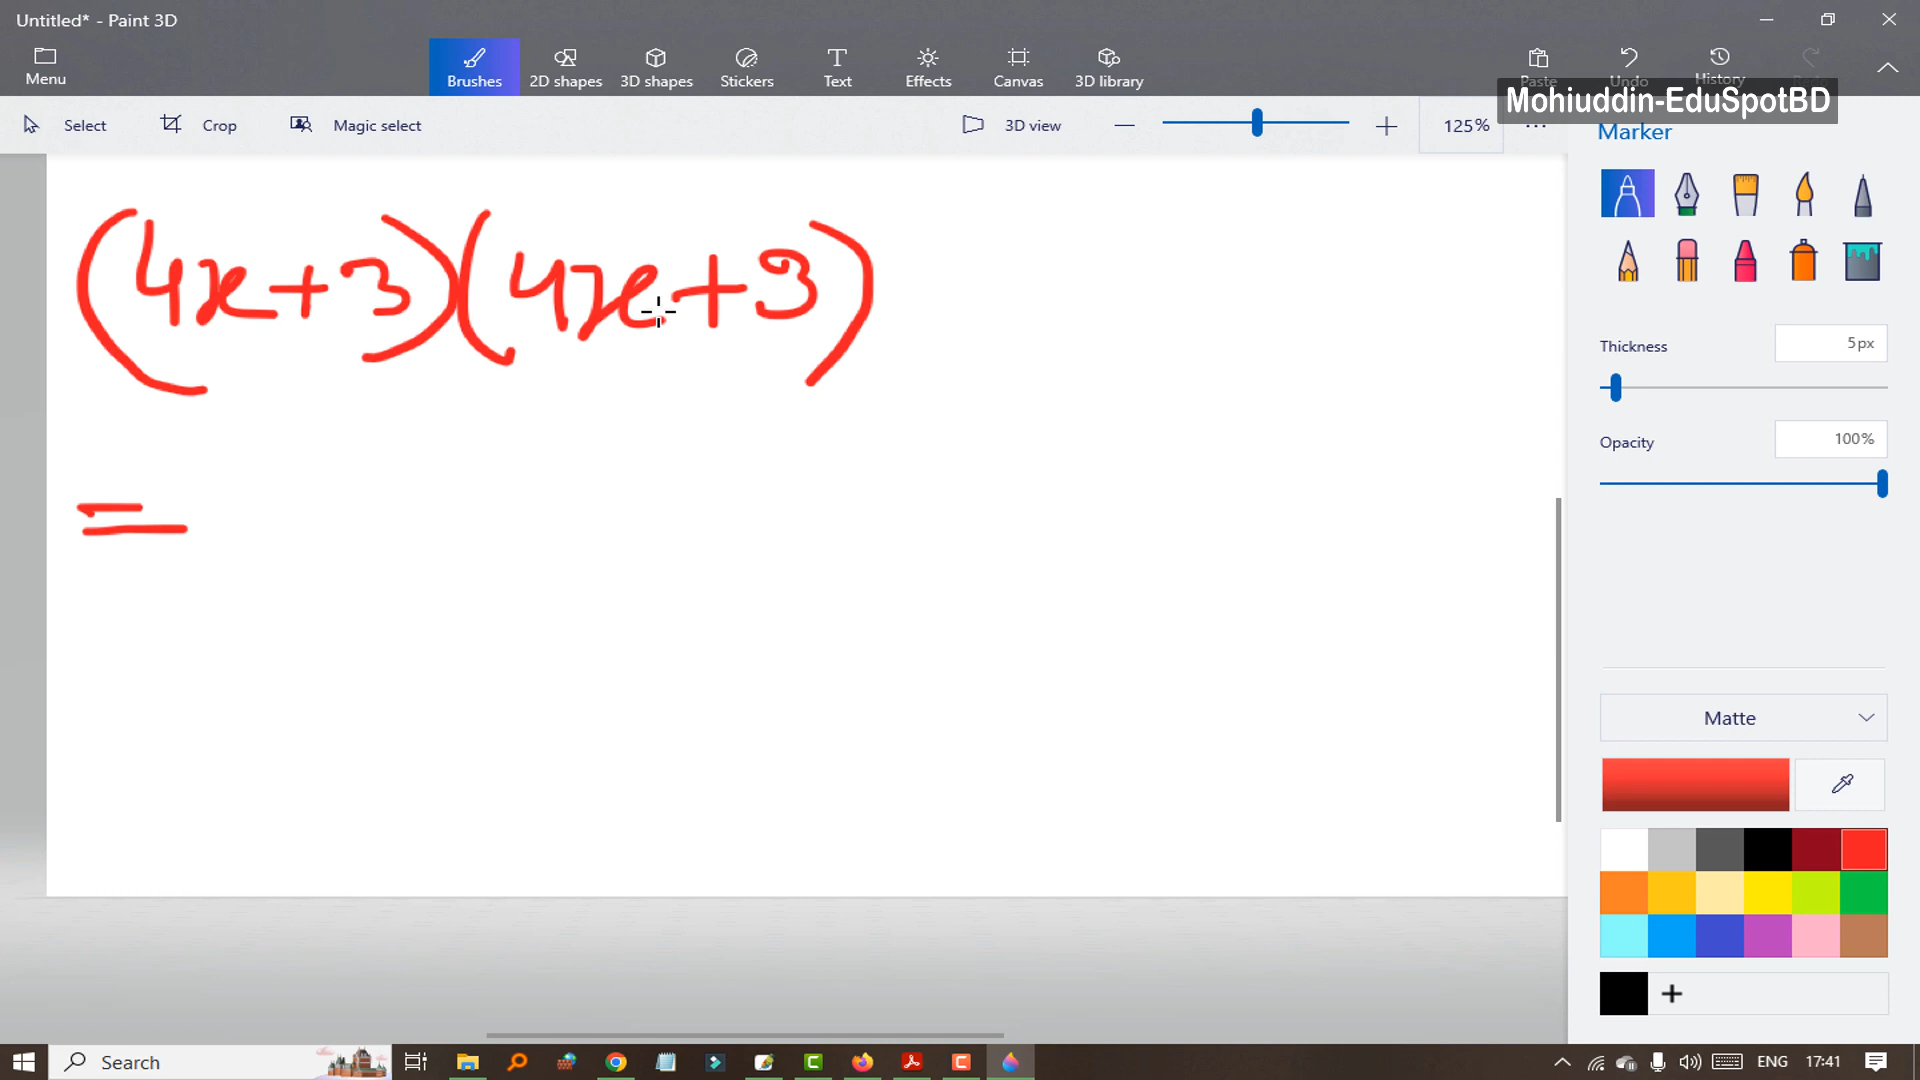 Untitled* - Paint 3D
Menu
Brushes
2D shapes
3D shapes
Stickers
Text
Effects
Canvas
3D library
Paste
Undo
History
Redo
Mohiuddin-EduSpotBD
Select
Crop
Magic select
3D view
125%
Marker
(4x+3)(4x+3)
=
Thickness
5px
Opacity
100%
Matte
Search
ENG
17:41